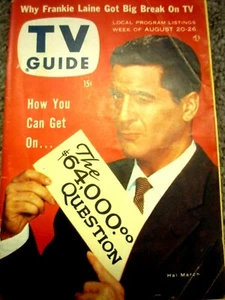 Why Frankie Laine Got Big Break On TV
LOCAL PROGRAM LISTINGS
WEEK OF AUGUST 20-26
TV
GUIDE
15¢
How You
Can Get
On...
The
$64,000.00
QUESTION
Hal March